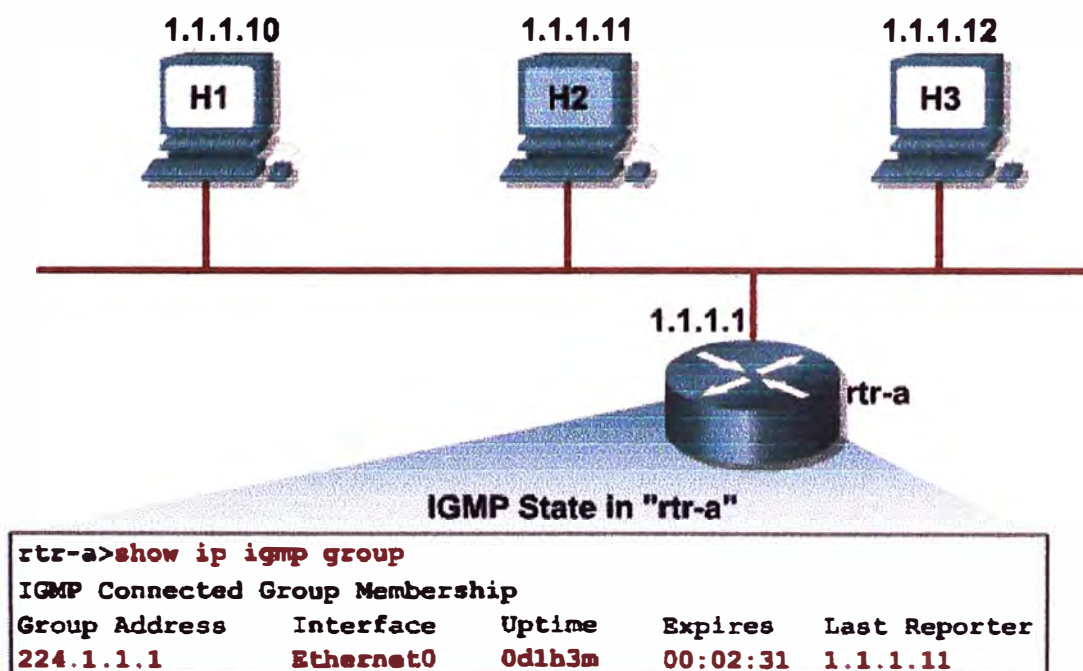 1.1.1.10 1.1.1.11 1.1.1.12
H1 H2 H3
1.1.1.1
rtr-a
IGMP State in "rtr-a"
rtr-a>show ip igmp group
IGMP Connected Group Membership
Group Address Interface Uptime Expires Last Reporter
224.1.1.1 Ethernet0 0d1h3m 00:02:31 1.1.1.11